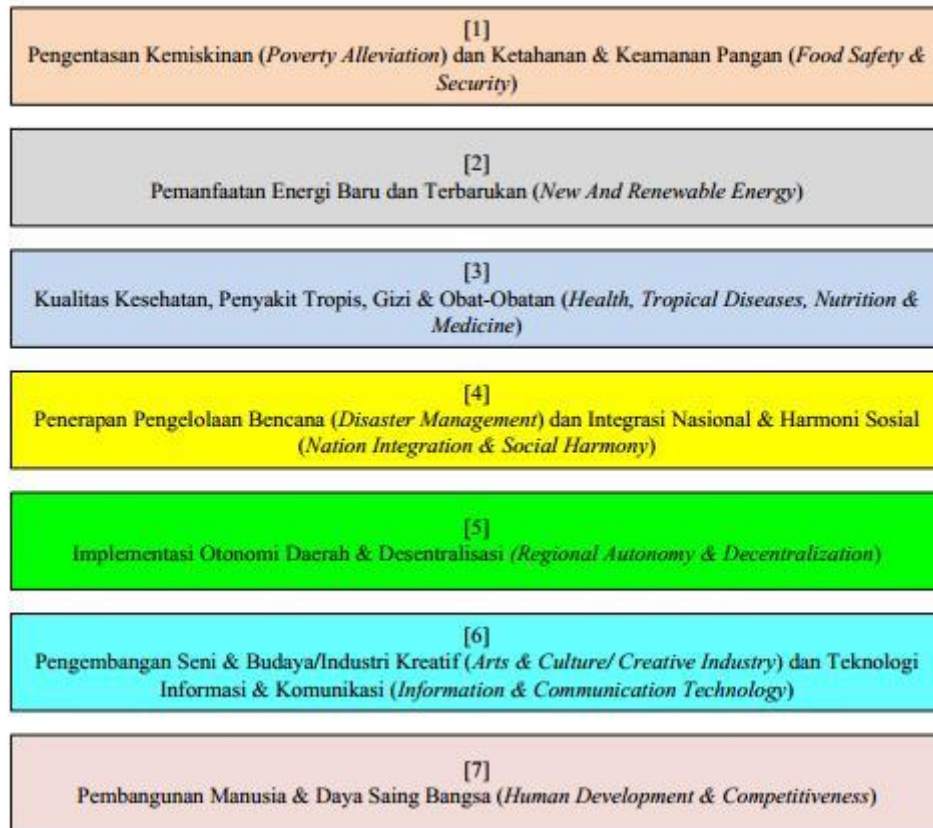 [1]
Pengentasan Kemiskinan (Poverty Alleviation) dan Ketahanan & Keamanan Pangan (Food Safety &
Security)
[2]
Pemanfaatan Energi Baru dan Terbarukan (New And Renewable Energy)
[3]
Kualitas Kesehatan, Penyakit Tropis, Gizi & Obat-Obatan (Health, Tropical Diseases, Nutrition &
Medicine)
[4]
Penerapan Pengelolaan Bencana (Disaster Management) dan Integrasi Nasional & Harmoni Sosial
(Nation Integration & Social Harmony)
[5]
Implementasi Otonomi Daerah & Desentralisasi (Regional Autonomy & Decentralization)
[6]
Pengembangan Seni & Budaya/Industri Kreatif (Arts & Culture/ Creative Industry) dan Teknologi
Informasi & Komunikasi (Information & Communication Technology)
[7]
Pembangunan Manusia & Daya Saing Bangsa (Human Development & Competitiveness)